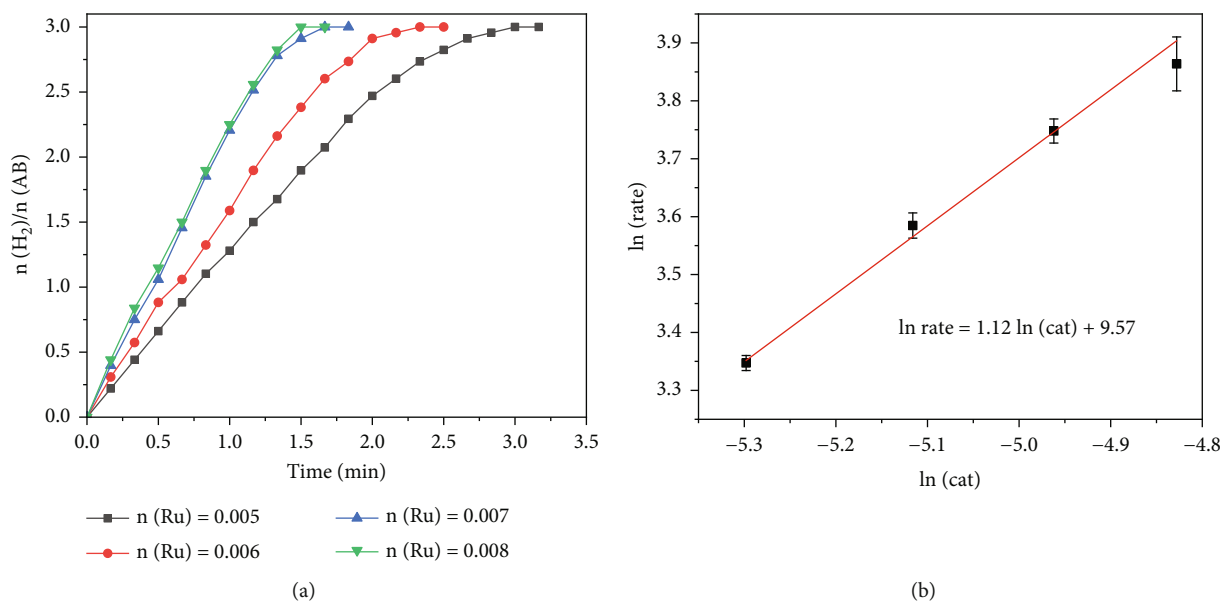 n (H2)/n (AB)
3.0
2.5
2.0
1.5
1.0
0.5
0.0
0.0 0.5 1.0 1.5 2.0 2.5 3.0 3.5
Time (min)
n (Ru) = 0.005
n (Ru) = 0.006
n (Ru) = 0.007
n (Ru) = 0.008
(a)
ln (rate)
3.9
3.8
3.7
3.6
3.5
3.4
3.3
ln rate = 1.12 ln (cat) + 9.57
−5.3 −5.2 −5.1 −5.0 −4.9 −4.8
ln (cat)
(b)